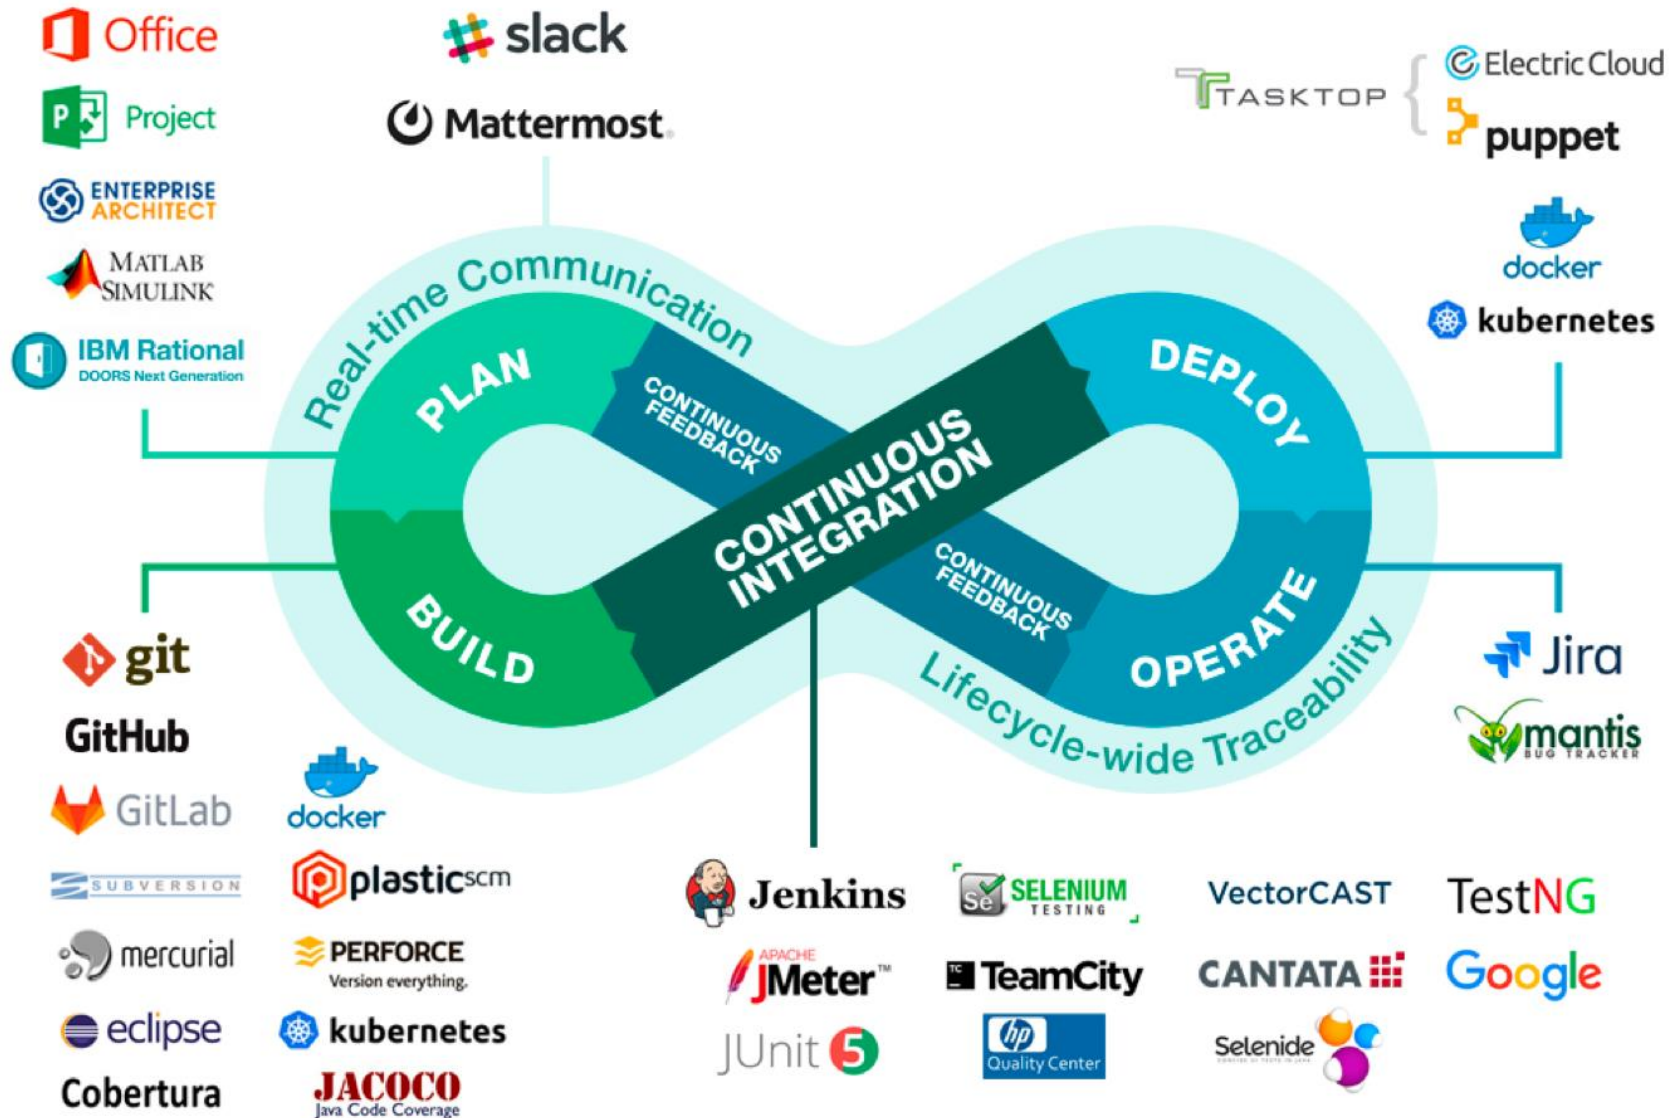 Office
Project
ENTERPRISE
ARCHITECT
MATLAB
SIMULINK
IBM Rational
DOORS Next Generation
slack
Mattermost
TASKTOP
Electric Cloud
puppet
docker
kubernetes
Real-time Communication
PLAN
CONTINUOUS
FEEDBACK
CONTINUOUS
INTEGRATION
DEPLOY
BUILD
CONTINUOUS
FEEDBACK
OPERATE
Lifecycle-wide Traceability
git
GitHub
GitLab
SUBVERSION
mercurial
eclipse
Cobertura
docker
plasticscm
PERFORCE
Version everything.
kubernetes
JACOCO
Java Code Coverage
Jenkins
APACHE
JMeter™
JUnit 5
Se
SELENIUM
TESTING
TC
TeamCity
hp
Quality Center
VectorCAST
CANTATA
Selenide
TestNG
Google
Jira
mantis
BUG TRACKER